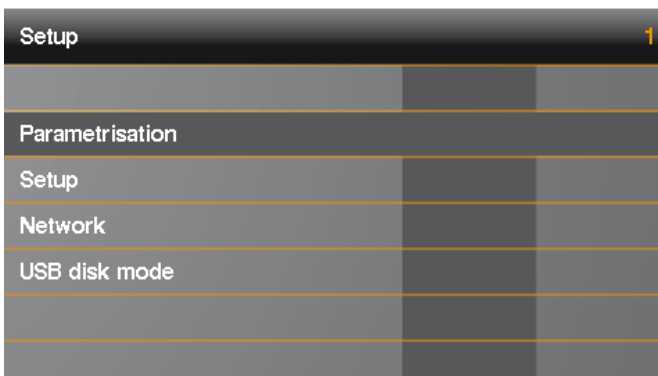 Setup 1
Parametrisation
Setup
Network
USB disk mode